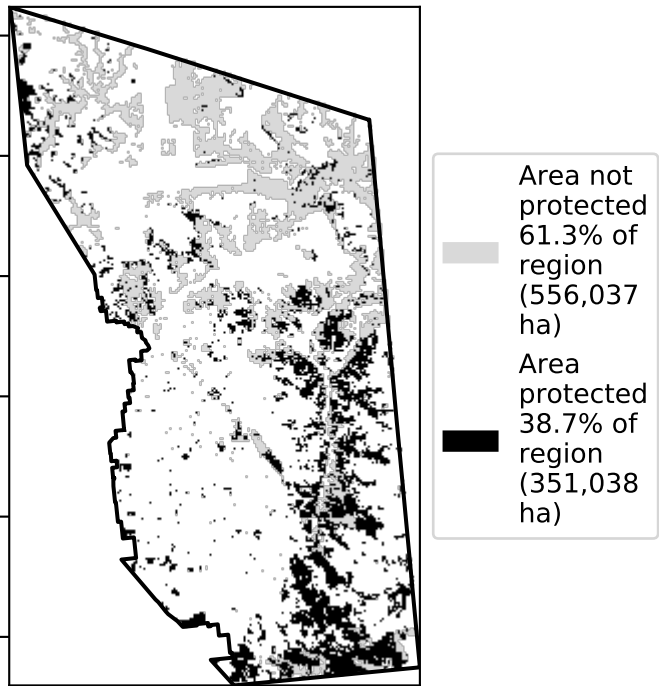 Area not
protected
61.3% of
region
(556,037
ha)
Area
protected
38.7% of
region
(351,038
ha)